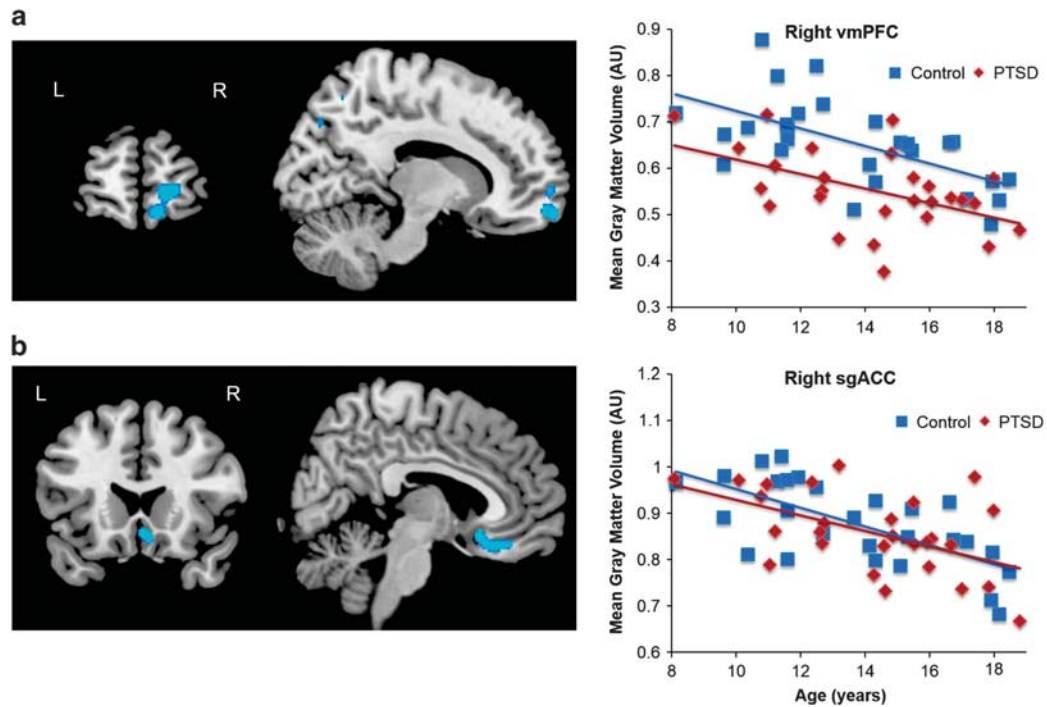 a
L
R
Right vmPFC
Control
PTSD
Mean Gray Matter Volume (AU)
0.9
0.8
0.7
0.6
0.5
0.4
0.3
8
10
12
14
16
18
b
L
R
Right sgACC
Control
PTSD
Mean Gray Matter Volume (AU)
1.2
1.1
1
0.9
0.8
0.7
0.6
8
10
12
14
16
18
Age (years)